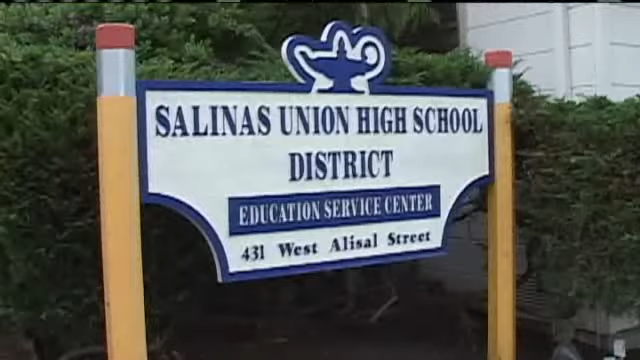 SALINAS UNION HIGH SCHOOL
DISTRICT
EDUCATION SERVICE CENTER
431 West Alisal Street